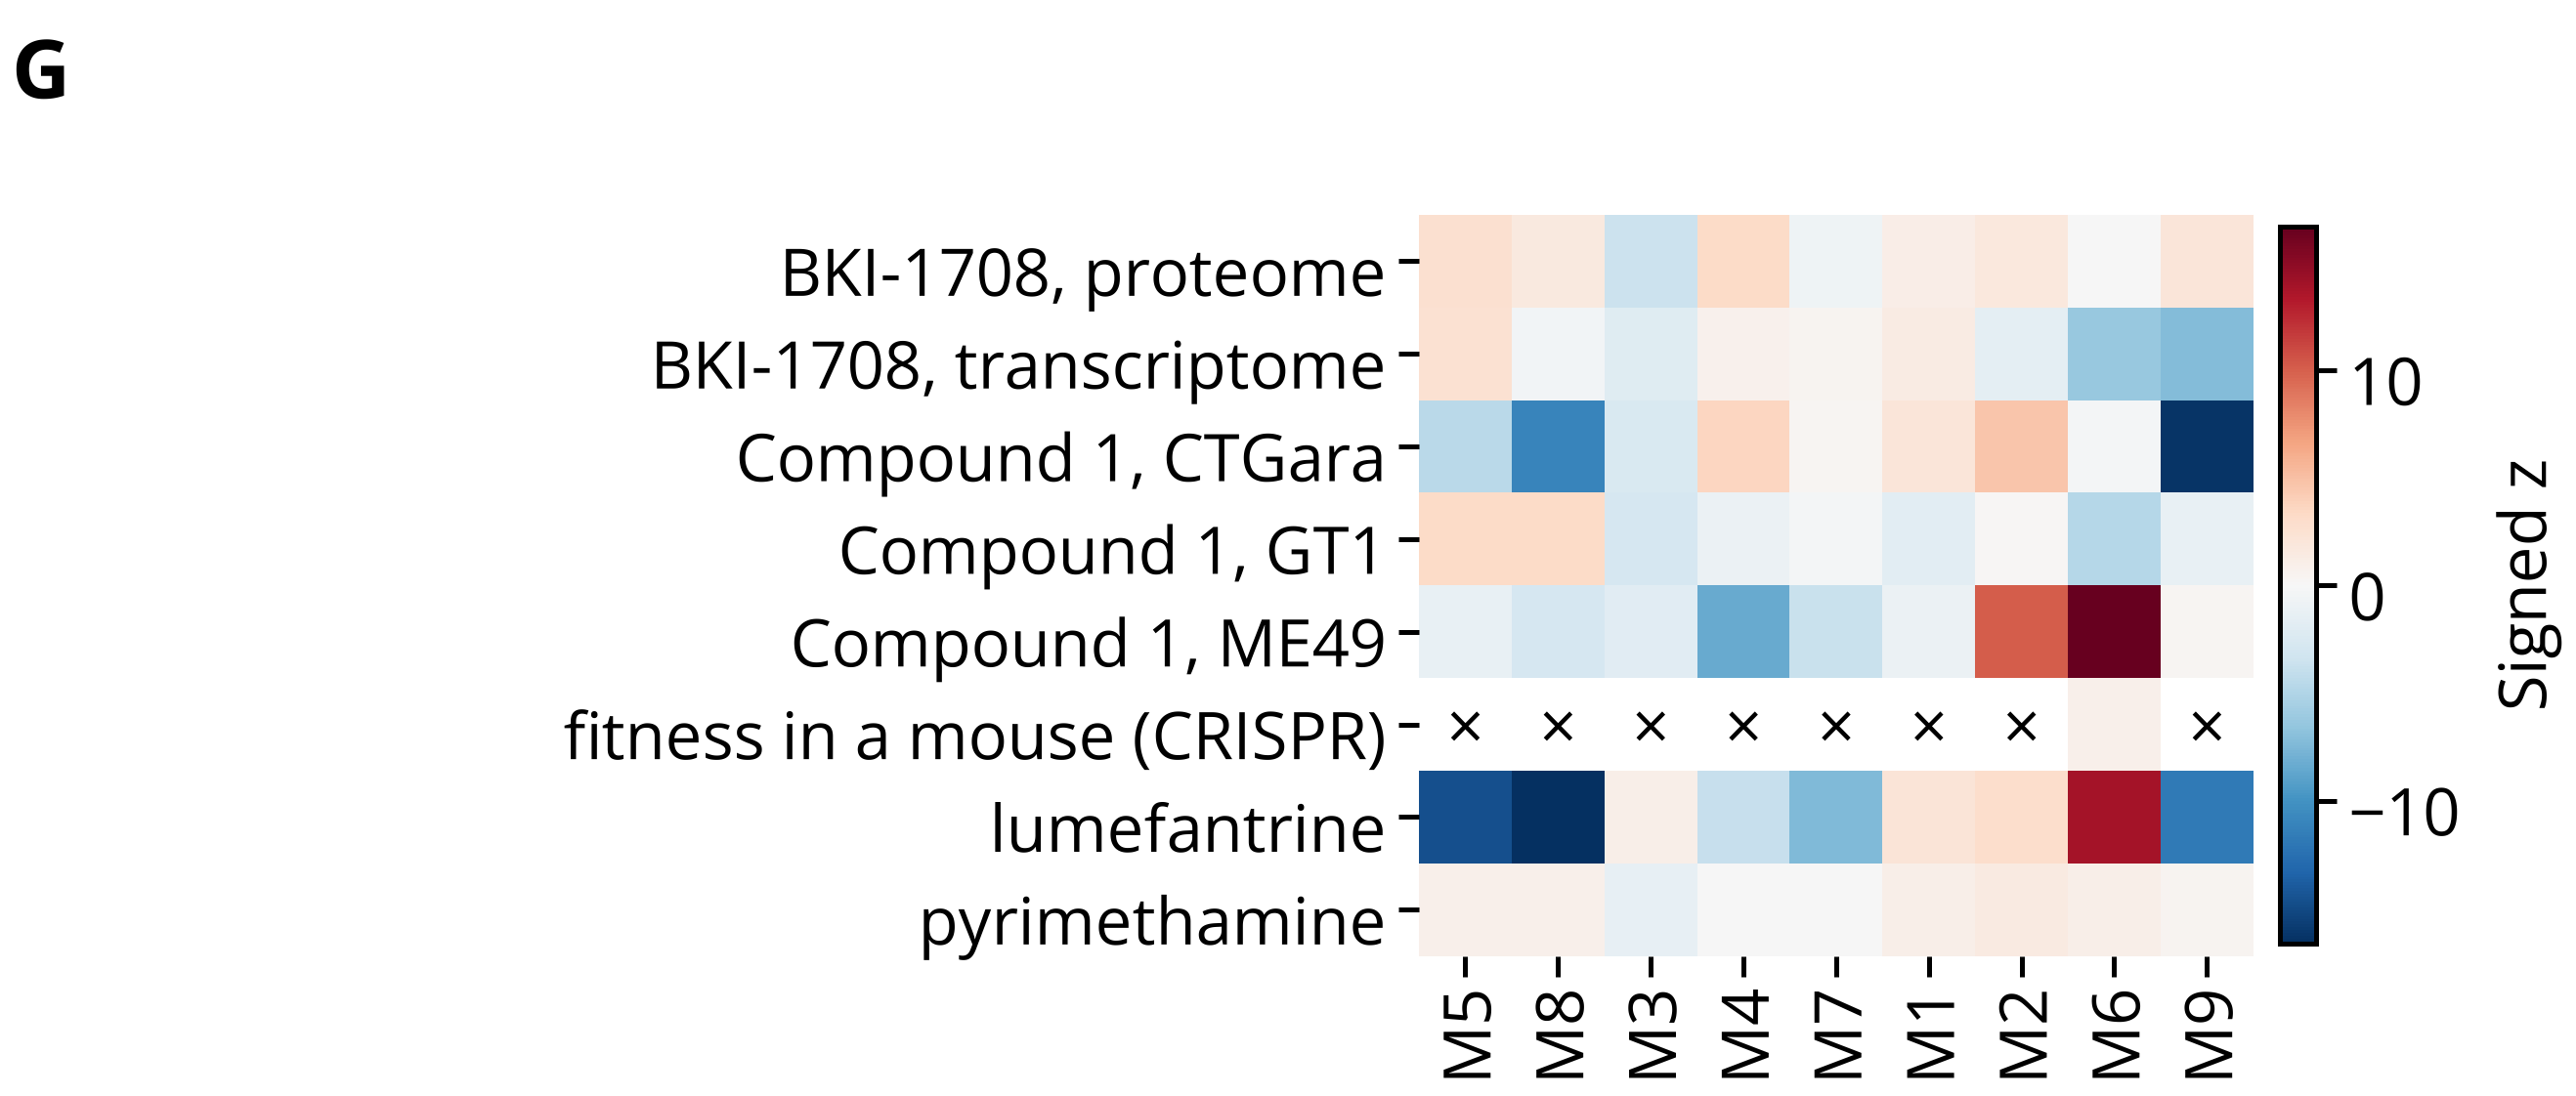 G
BKI-1708, proteome
BKI-1708, transcriptome
Compound 1, CTGara
Compound 1, GT1
Compound 1, ME49
fitness in a mouse (CRISPR)
× × × × × × × ×
lumefantrine
pyrimethamine
M5 M8 M3 M4 M7 M1 M2 M6 M9
10
0
−10
Signed z